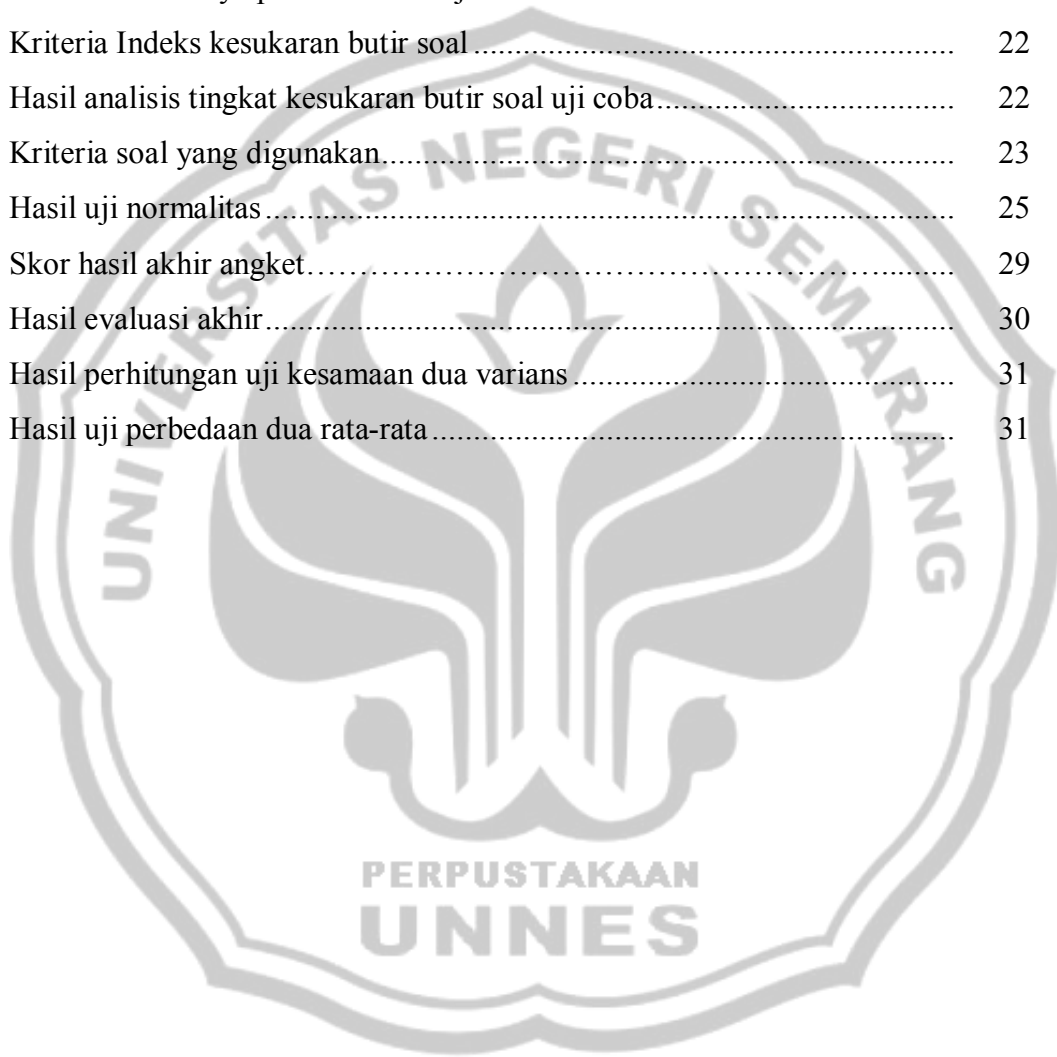 Kriteria Indeks kesukaran butir soal ........................................................ 22
Hasil analisis tingkat kesukaran butir soal uji coba ........................................................ 22
Kriteria soal yang digunakan ........................................................ 23
Hasil uji normalitas ........................................................ 25
Skor hasil akhir angket ........................................................ 29
Hasil evaluasi akhir ........................................................ 30
Hasil perhitungan uji kesamaan dua varians ........................................................ 31
Hasil uji perbedaan dua rata-rata ........................................................ 31
UNIVERSITAS NEGERI SEMARANG
PERPUSTAKAAN
UNNES